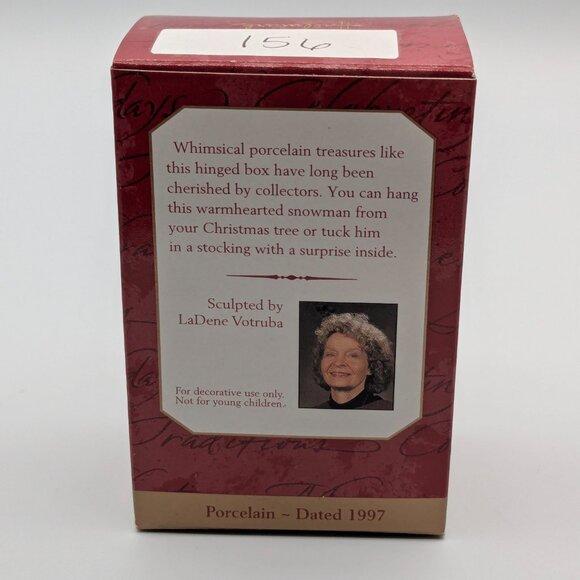 Hallmark
156
Whimsical porcelain treasures like
this hinged box have long been
cherished by collectors. You can hang
this warmhearted snowman from
your Christmas tree or tuck him
in a stocking with a surprise inside.
Sculpted by
LaDene Votruba
For decorative use only.
Not for young children.
Traditions
Porcelain ~ Dated 1997